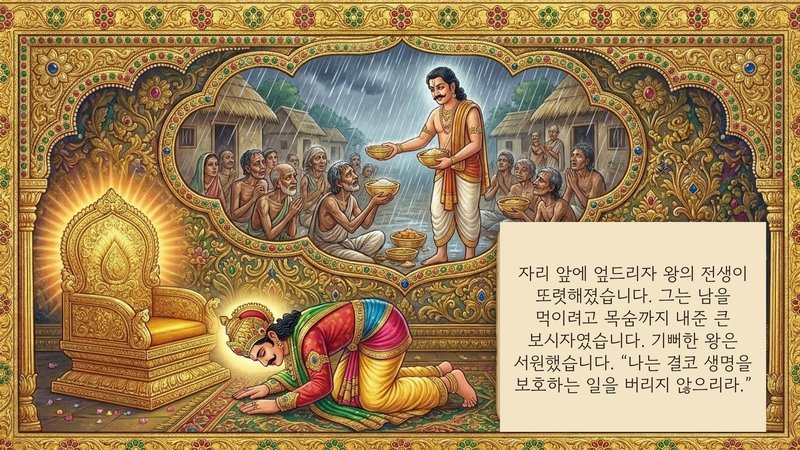 자리 앞에 엎드리자 왕의 전생이
또렷해졌습니다. 그는 남을
먹이려고 목숨까지 내준 큰
보시자였습니다. 기뻐한 왕은
서원했습니다. “나는 결코 생명을
보호하는 일을 버리지 않으리라.”